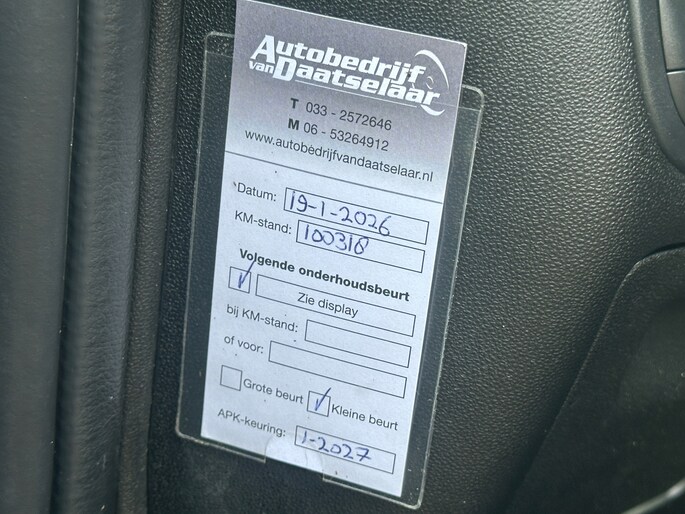 Autobedrijf
van Daatselaar
T 033 - 2572646
M 06 - 53264912
www.autobedrijfvandaatselaar.nl
Datum: 19-1-2026
KM-stand: 100318
Volgende onderhoudsbeurt
Zie display
bij KM-stand:
of voor:
Grote beurt Kleine beurt
APK-keuring: 1-2027